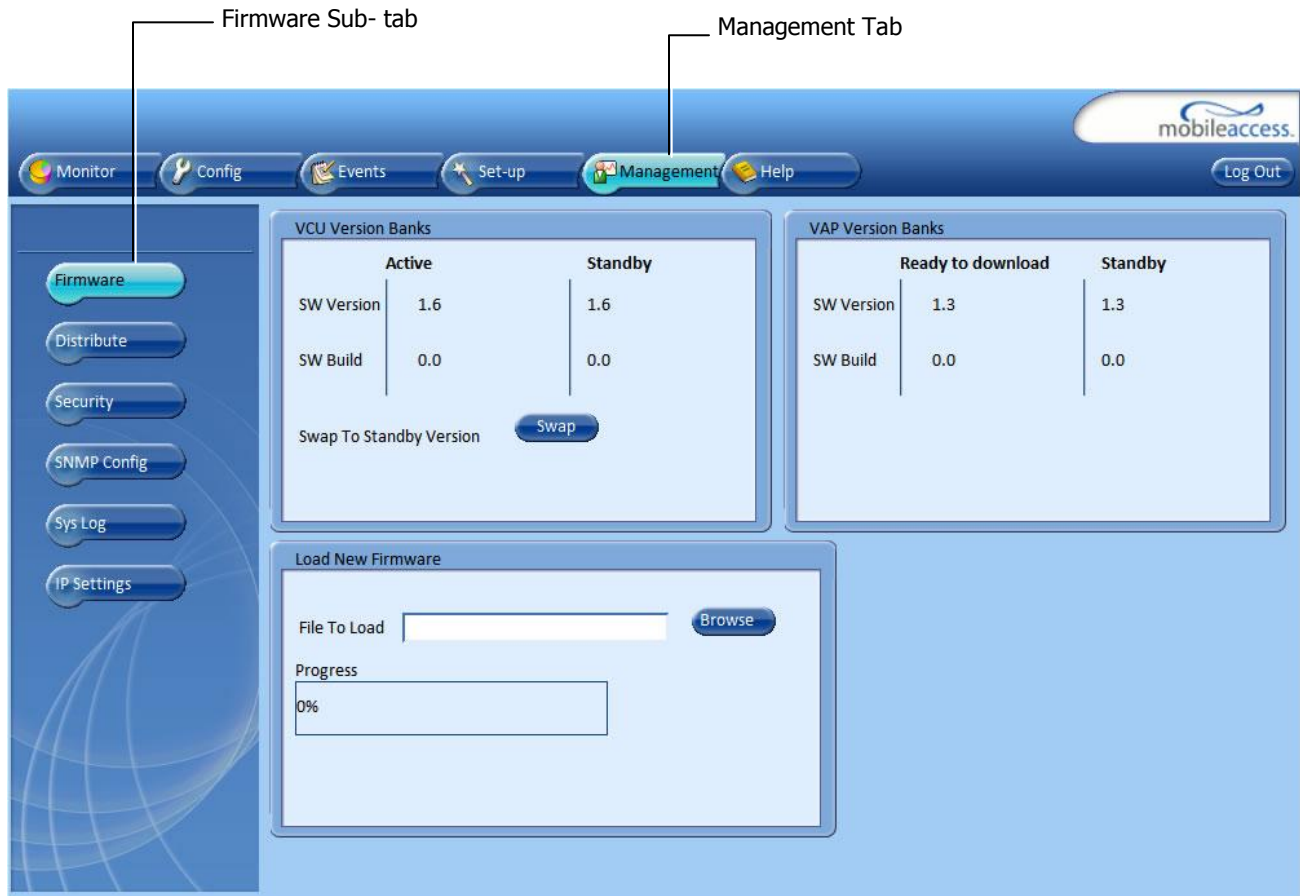 Firmware Sub- tab
Management Tab
mobileaccess.
Monitor
Config
Events
Set-up
Management
Help
Log Out
Firmware
Distribute
Security
SNMP Config
Sys Log
IP Settings
VCU Version Banks
Active Standby
SW Version 1.6 1.6
SW Build 0.0 0.0
Swap To Standby Version Swap
VAP Version Banks
Ready to download Standby
SW Version 1.3 1.3
SW Build 0.0 0.0
Load New Firmware
File To Load Browse
Progress
0%